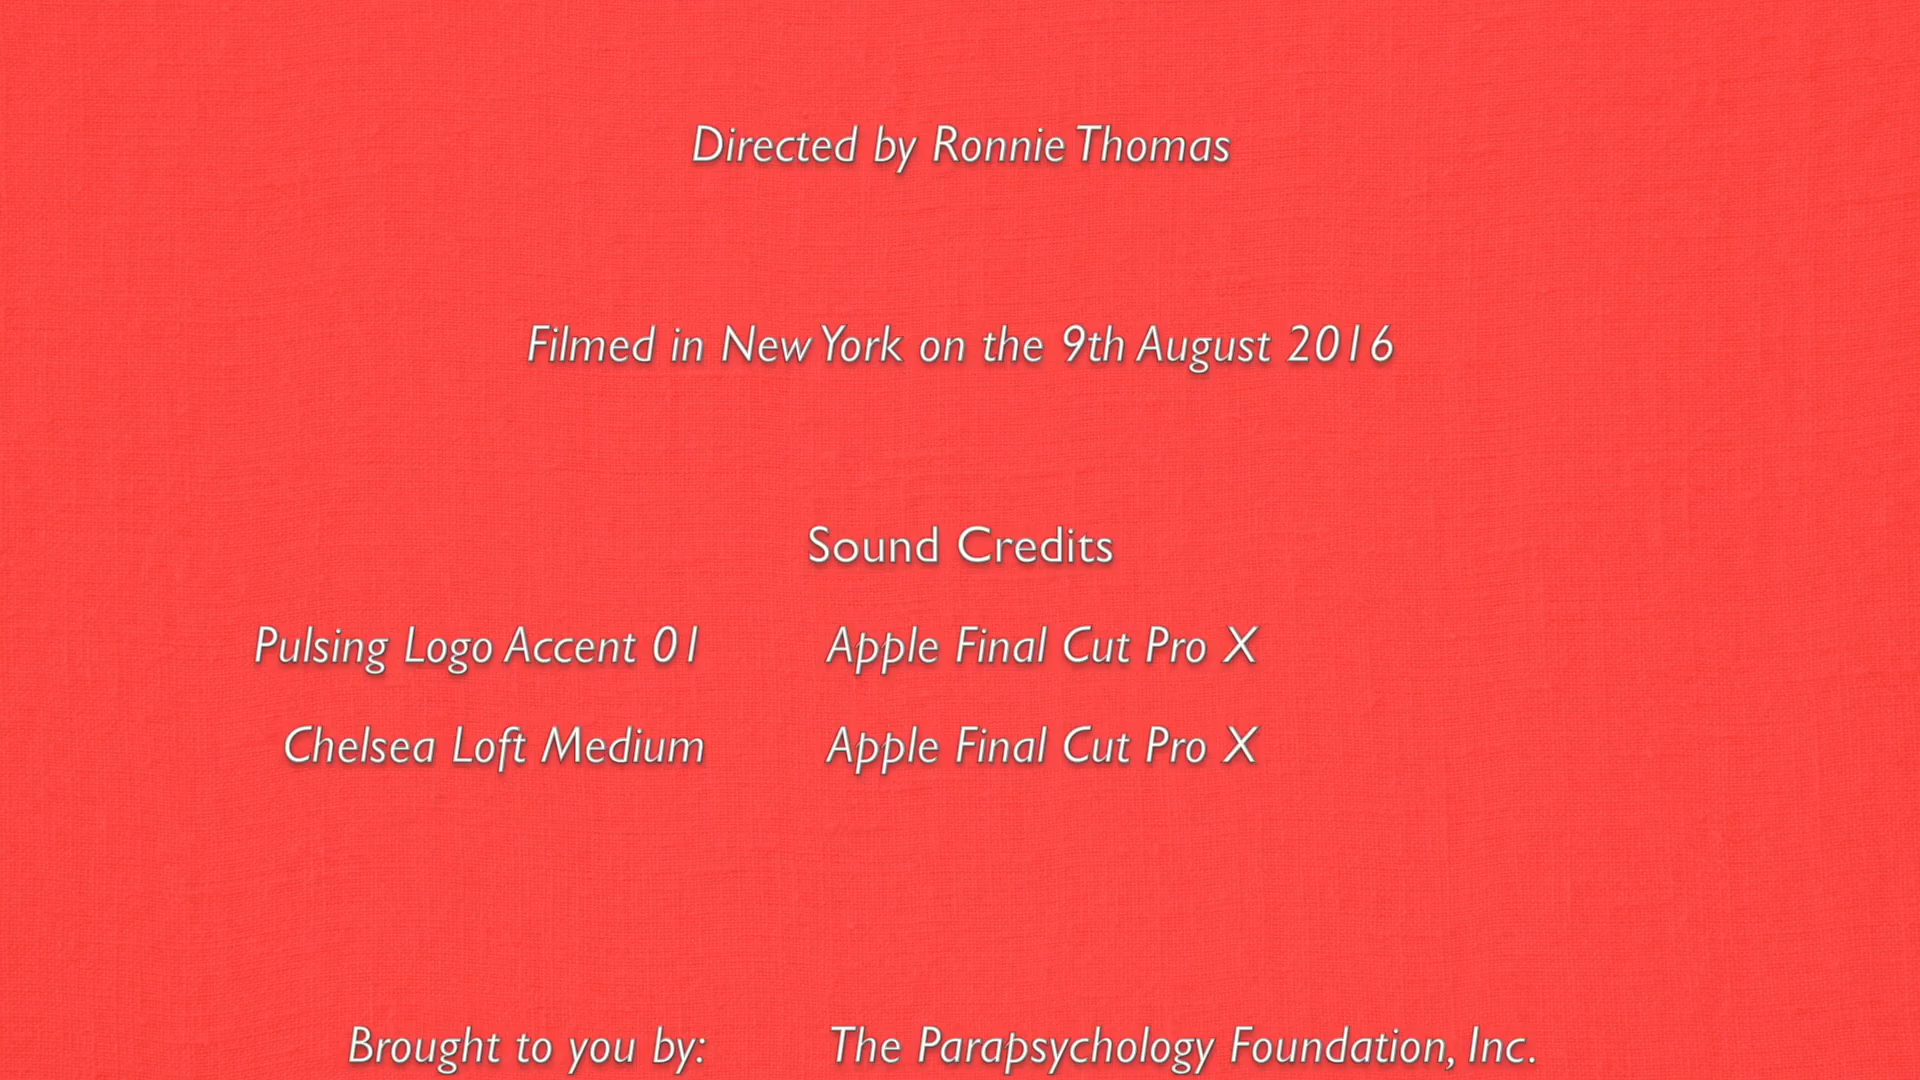 Directed by Ronnie Thomas
Filmed in New York on the 9th August 2016
Sound Credits
Pulsing Logo Accent 01 Apple Final Cut Pro X
Chelsea Loft Medium Apple Final Cut Pro X
Brought to you by: The Parapsychology Foundation, Inc.